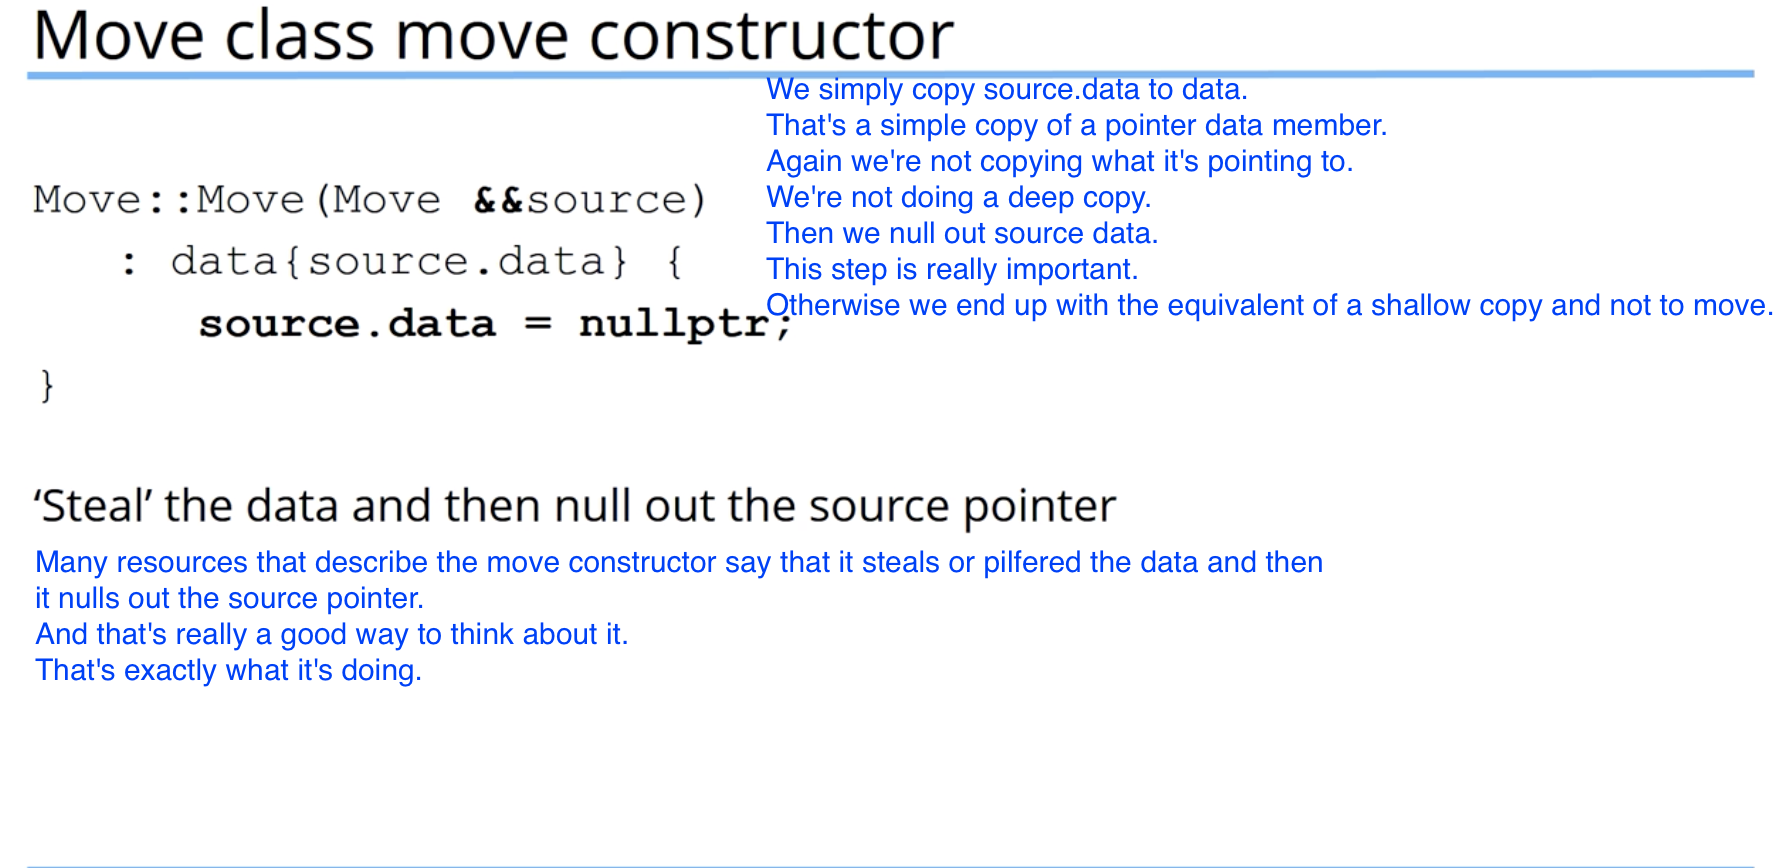 Move class move constructor
We simply copy source.data to data.
That's a simple copy of a pointer data member.
Again we're not copying what it's pointing to.
We're not doing a deep copy.
Then we null out source data.
This step is really important.
Otherwise we end up with the equivalent of a shallow copy and not to move.
Move::Move(Move &&source)
: data{source.data} {
source.data = nullptr;
}
‘Steal’ the data and then null out the source pointer
Many resources that describe the move constructor say that it steals or pilfered the data and then
it nulls out the source pointer.
And that's really a good way to think about it.
That's exactly what it's doing.